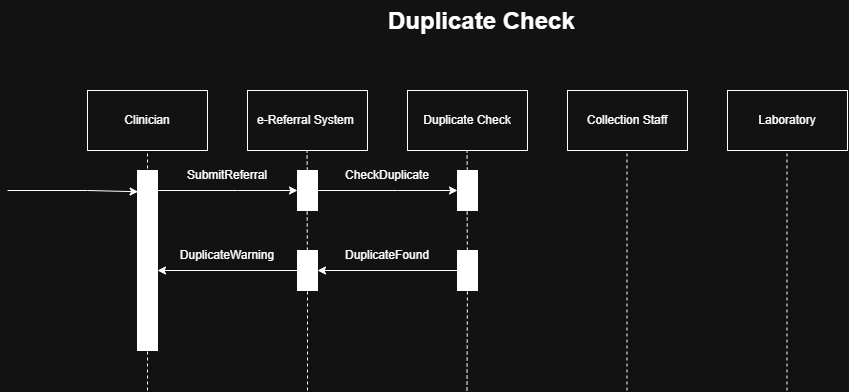 Duplicate Check
Clinician
e-Referral System
Duplicate Check
Collection Staff
Laboratory
SubmitReferral
CheckDuplicate
DuplicateWarning
DuplicateFound